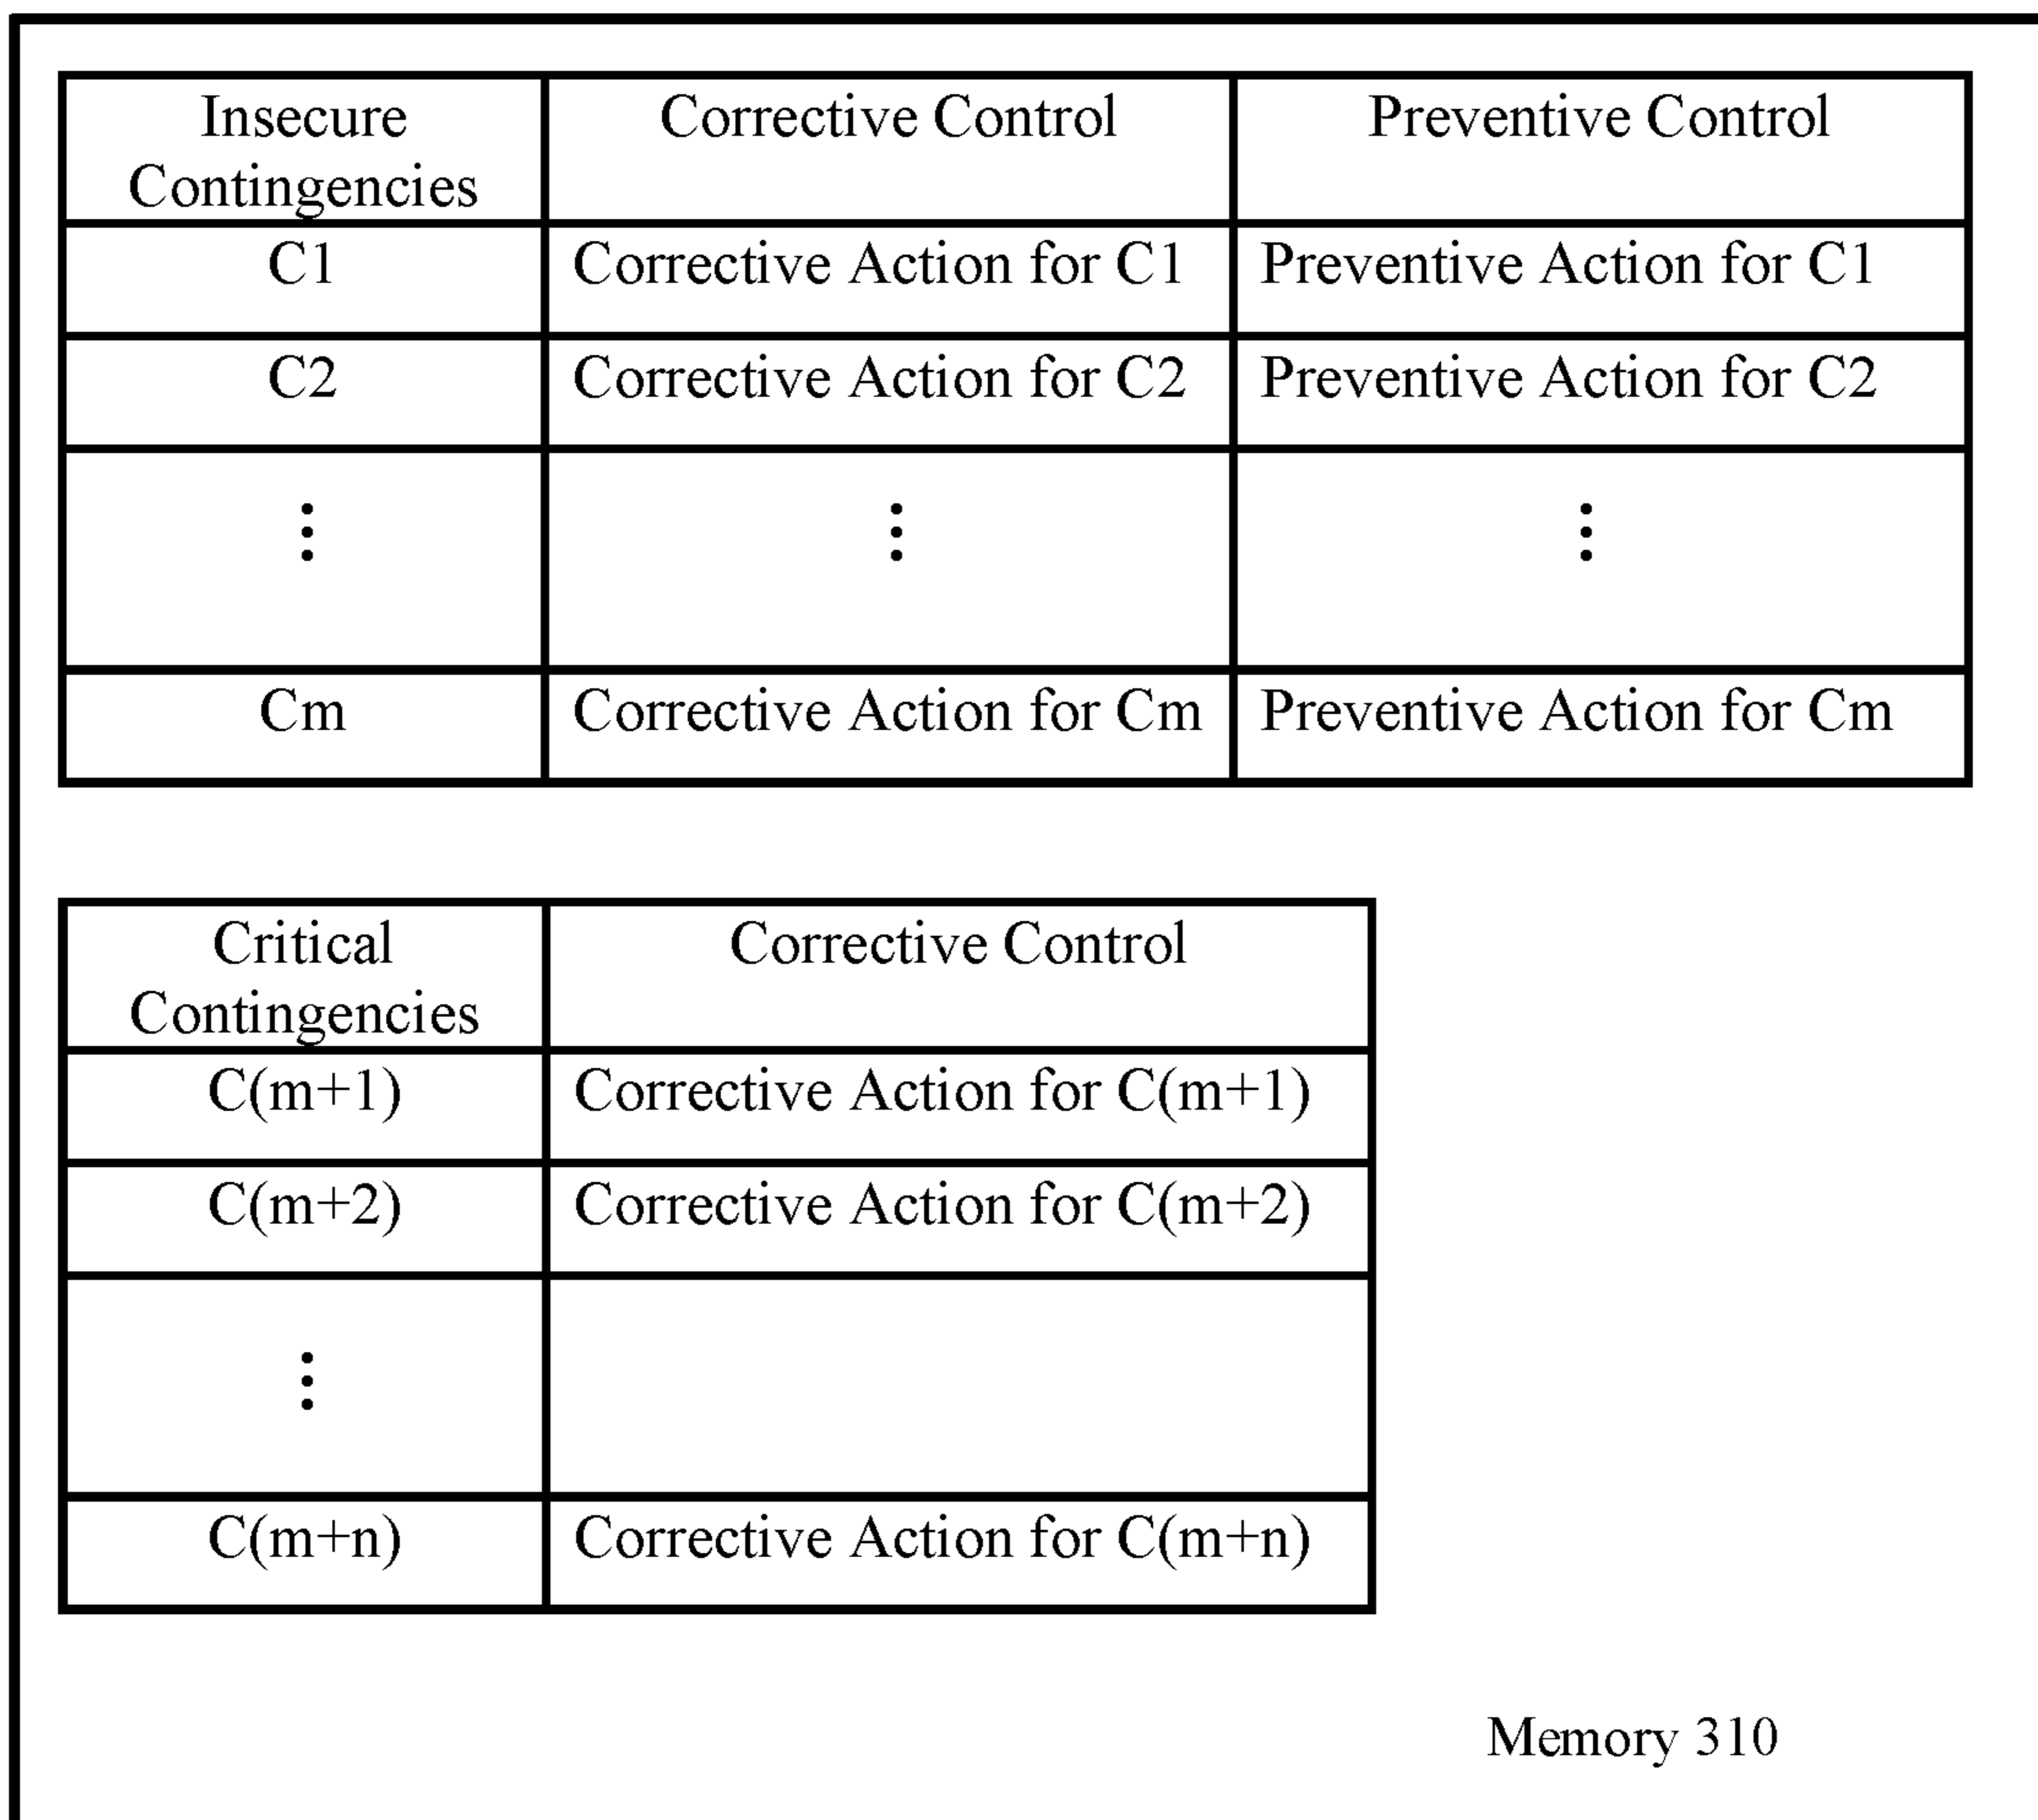 Insecure Contingencies Corrective Control Preventive Control
C1 Corrective Action for C1 Preventive Action for C1
C2 Corrective Action for C2 Preventive Action for C2
⋮ ⋮ ⋮
Cm Corrective Action for Cm Preventive Action for Cm
Critical Contingencies Corrective Control
C(m+1) Corrective Action for C(m+1)
C(m+2) Corrective Action for C(m+2)
⋮
C(m+n) Corrective Action for C(m+n)
Memory 310